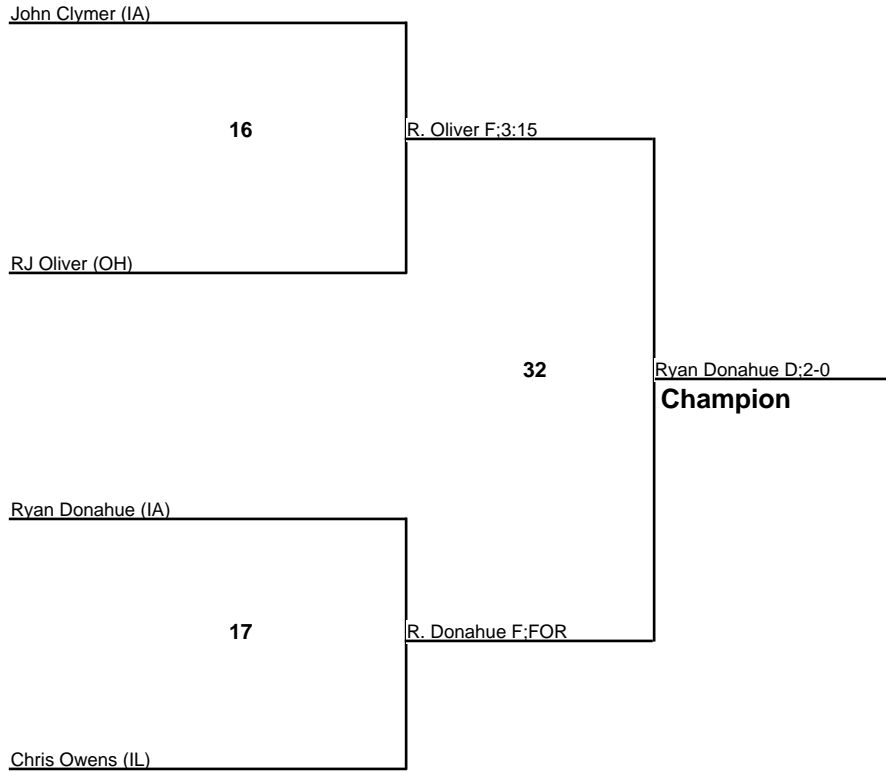 John Clymer (IA)
16
R. Oliver F;3:15
RJ Oliver (OH)
32
Ryan Donahue D;2-0
Champion
Ryan Donahue (IA)
17
R. Donahue F;FOR
Chris Owens (IL)